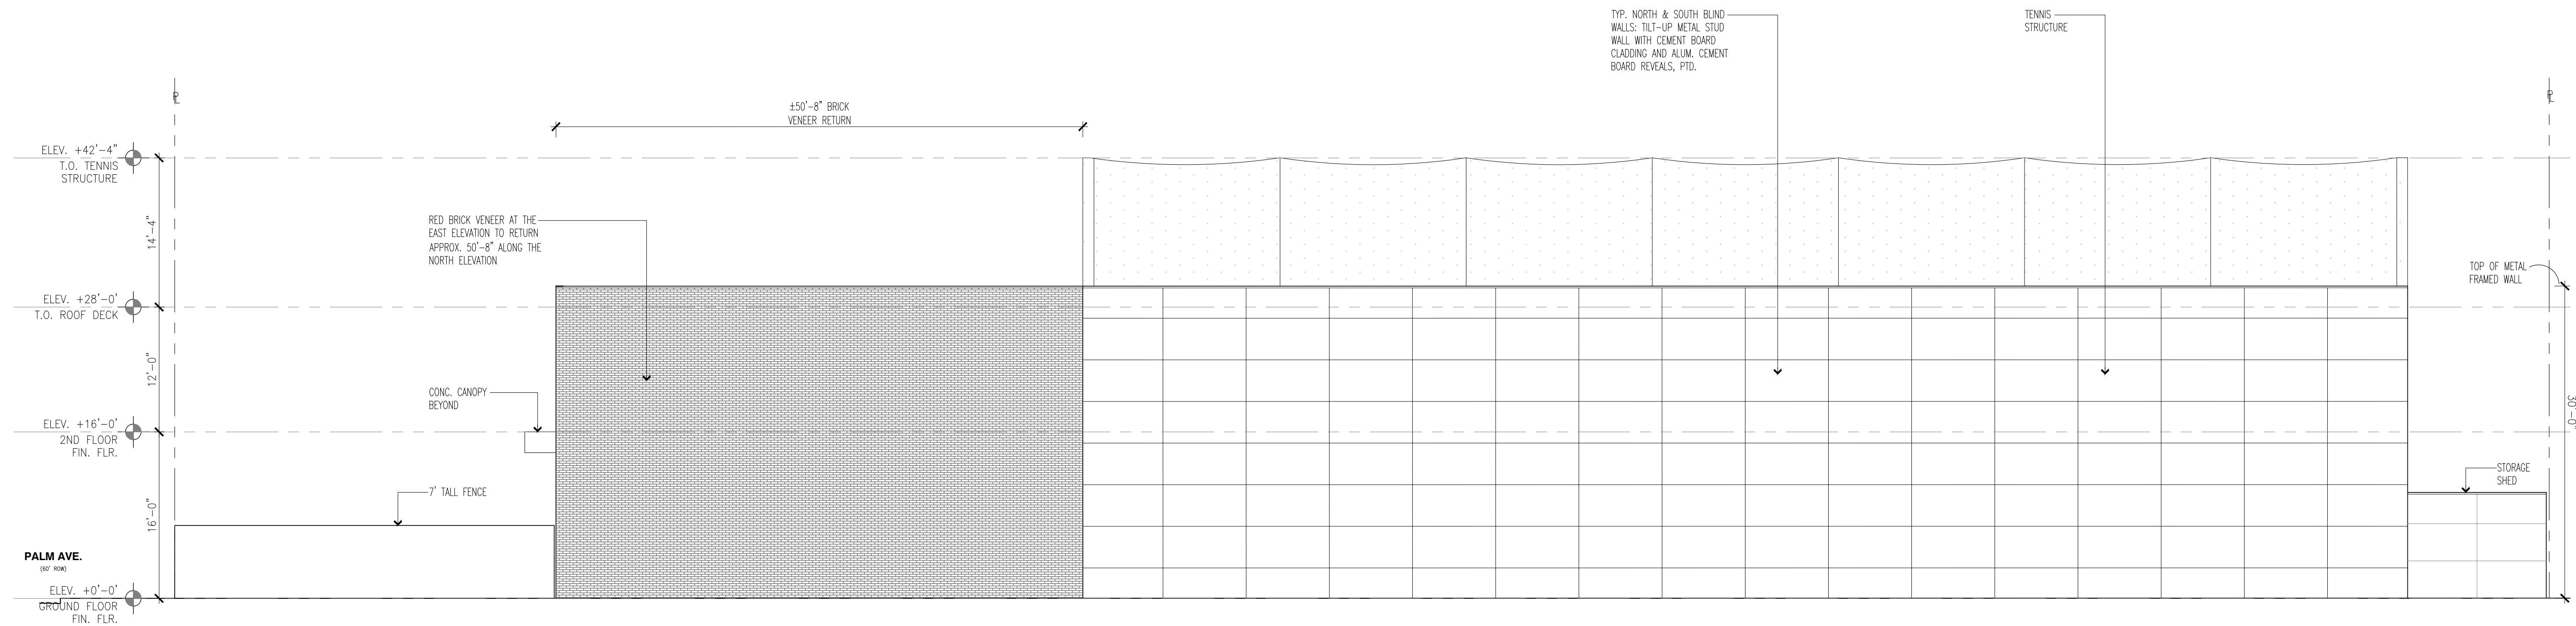 TYP. NORTH & SOUTH BLIND
WALLS: TILT-UP METAL STUD
WALL WITH CEMENT BOARD
CLADDING AND ALUM. CEMENT
BOARD REVEALS, PTD.
TENNIS
STRUCTURE
PL
PL
±50'-8" BRICK
VENEER RETURN
ELEV. +42'-4"
T.O. TENNIS
STRUCTURE
14'-4"
RED BRICK VENEER AT THE
EAST ELEVATION TO RETURN
APPROX. 50'-8" ALONG THE
NORTH ELEVATION
TOP OF METAL
FRAMED WALL
ELEV. +28'-0'
T.O. ROOF DECK
12'-0"
CONC. CANOPY
BEYOND
30'-0"
ELEV. +16'-0'
2ND FLOOR
FIN. FLR.
STORAGE
SHED
7' TALL FENCE
16'-0"
PALM AVE.
(60' ROW)
ELEV. +0'-0'
GROUND FLOOR
FIN. FLR.